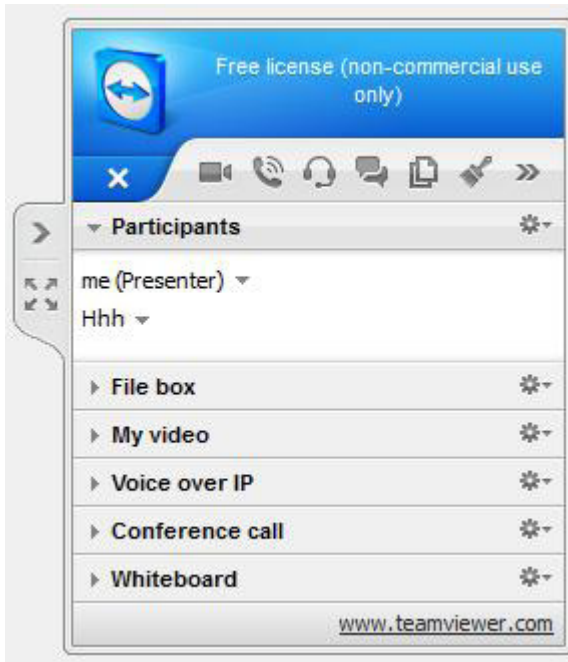 Free license (non-commercial use
only)
Participants
me (Presenter)
Hhh
File box
My video
Voice over IP
Conference call
Whiteboard
www.teamviewer.com